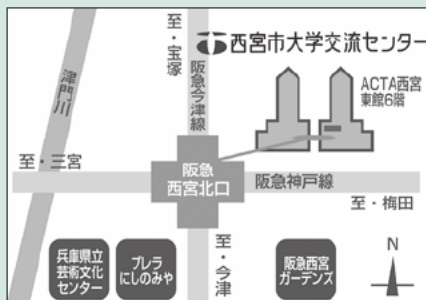 至・宝塚
西宮市大学交流センター
津門川
阪急今津線
ACTA西宮
東館6階
至・三宮
阪急
西宮北口
阪急神戸線
至・梅田
兵庫県立
芸術文化
センター
プレラ
にしのみや
至・今津
阪急西宮
ガーデンズ
N